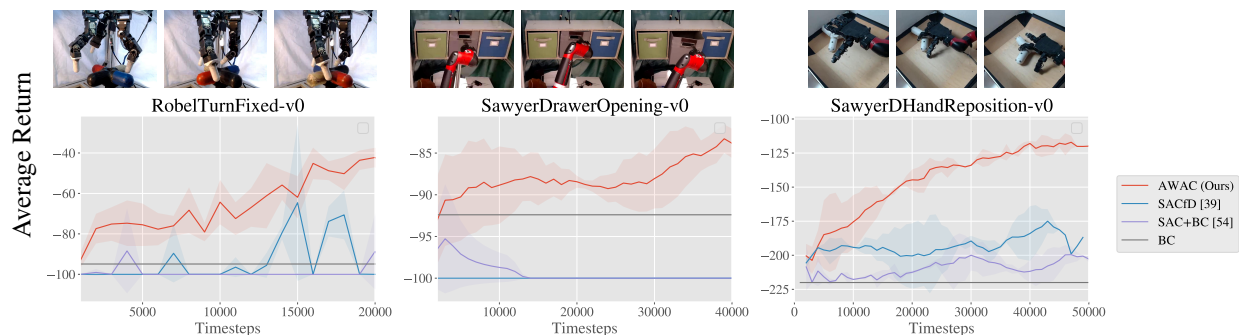 Average Return
RobelTurnFixed-v0
−40
−60
−80
−100
5000 10000 15000 20000
Timesteps
SawyerDrawerOpening-v0
−85
−90
−95
−100
10000 20000 30000 40000
Timesteps
SawyerDHandReposition-v0
−100
−125
−150
−175
−200
−225
0 10000 20000 30000 40000 50000
Timesteps
AWAC (Ours)
SACfD [39]
SAC+BC [54]
BC